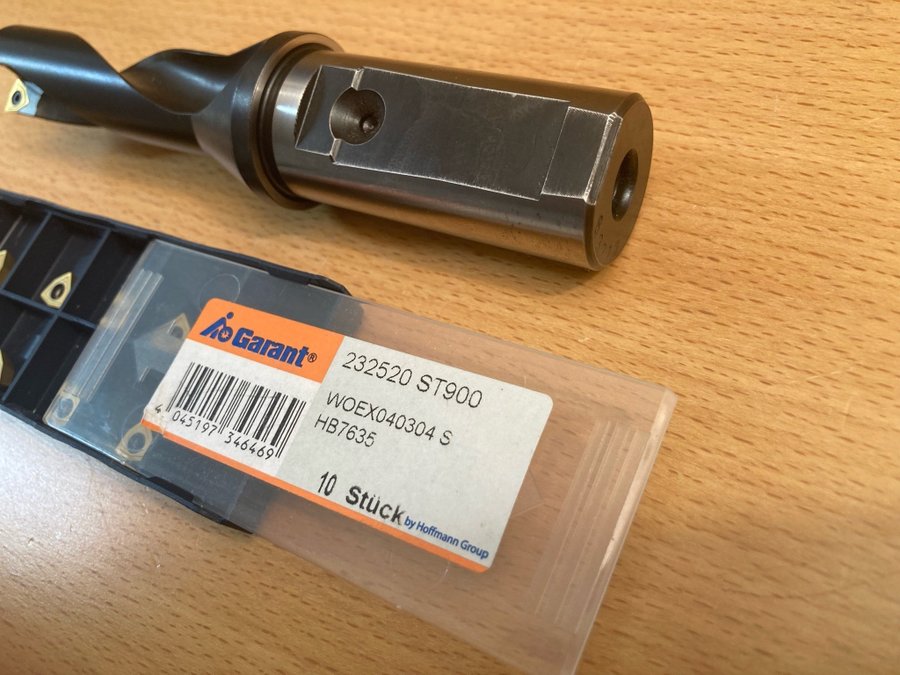 Garant®
4 045197 346469
232520 ST900
WOEX040304 S
HB7635
10 Stück
by Hoffmann Group